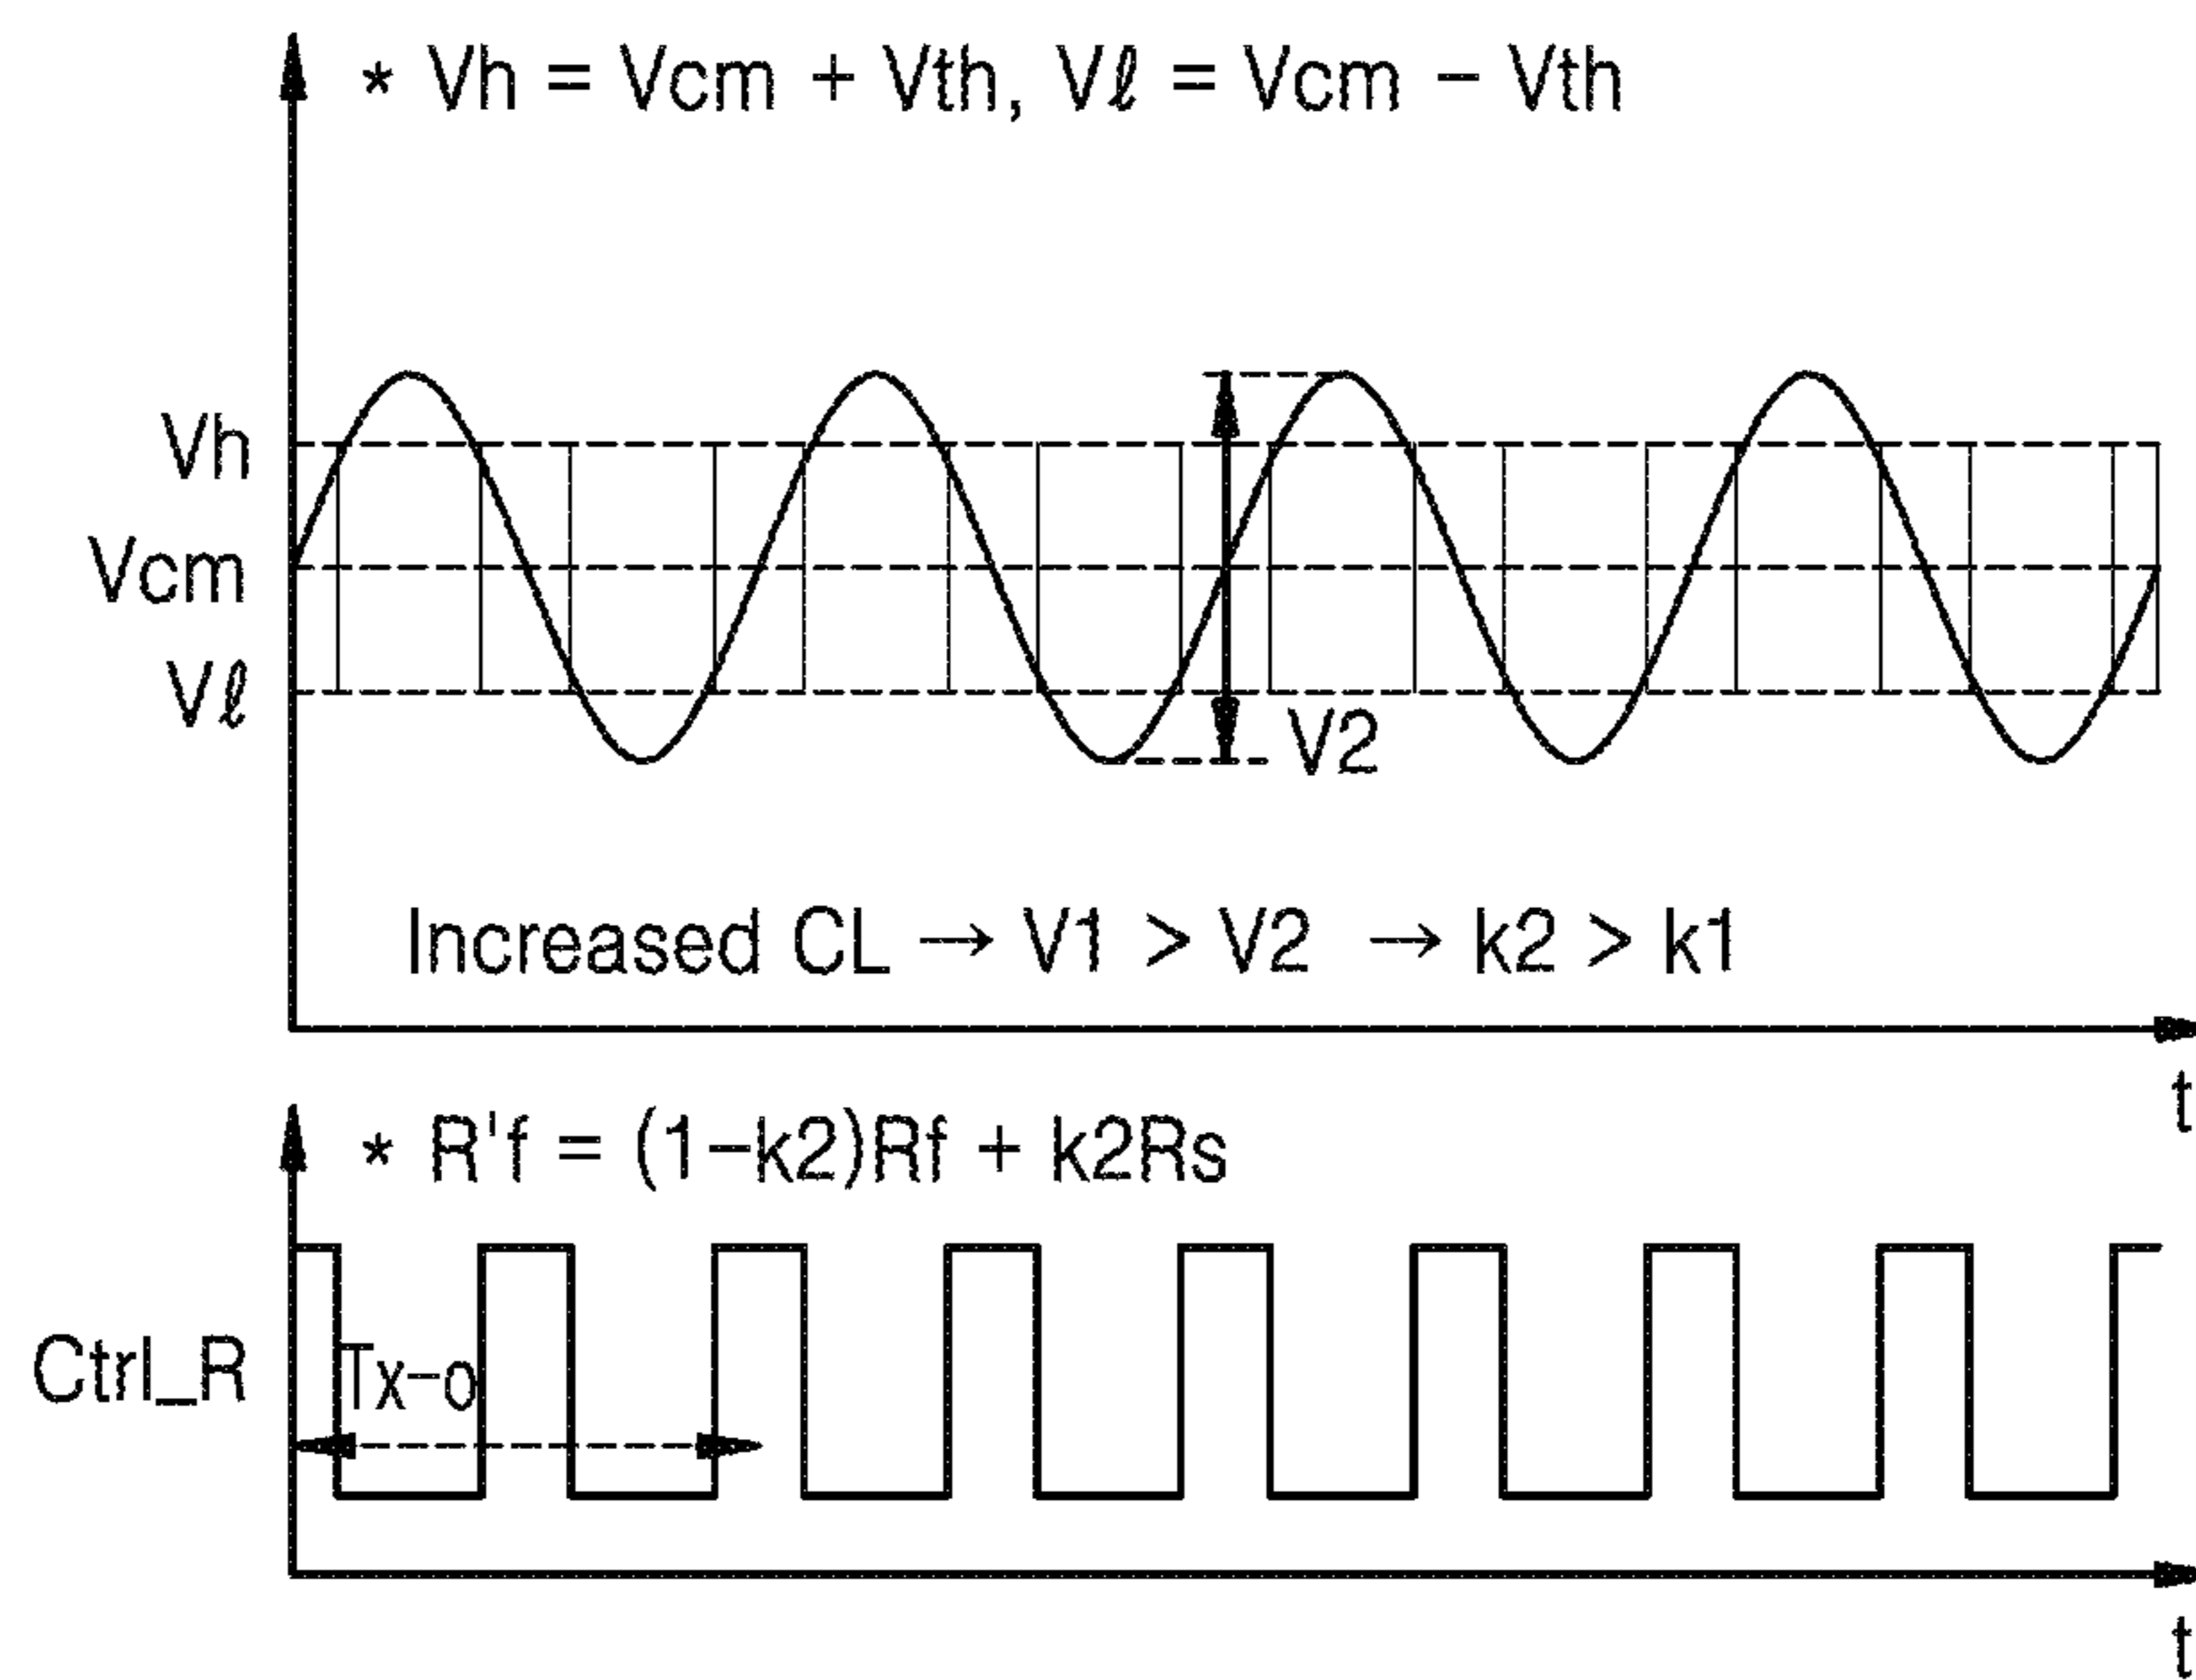 * Vh = Vcm + Vth, Vℓ = Vcm - Vth
Vh
Vcm
Vℓ
V2
Increased CL → V1 > V2 → k2 > k1
t
* R'f = (1-k2)Rf + k2Rs
Ctrl_R
Tx-o
t